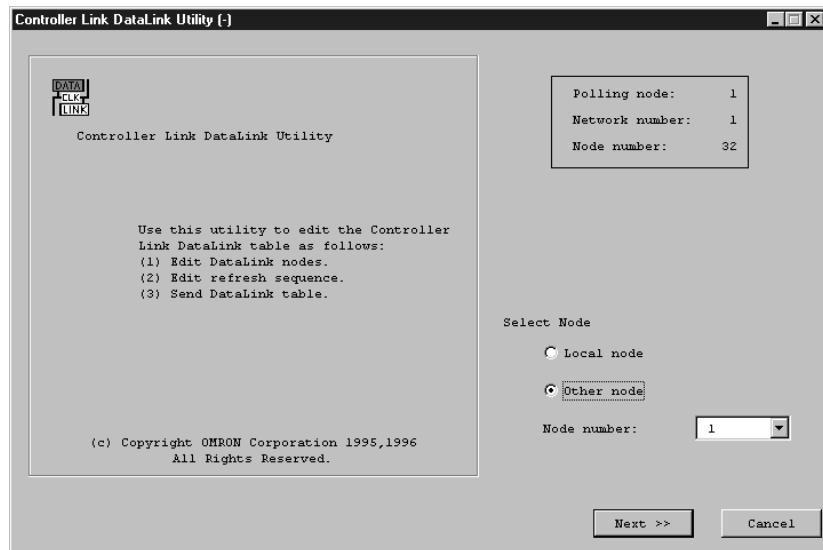 Controller Link DataLink Utility (-)
DATA
CLK
LINK
Controller Link DataLink Utility
Use this utility to edit the Controller
Link DataLink table as follows:
(1) Edit DataLink nodes.
(2) Edit refresh sequence.
(3) Send DataLink table.
(c) Copyright OMRON Corporation 1995,1996
All Rights Reserved.
Polling node: 1
Network number: 1
Node number: 32
Select Node
Local node
Other node
Node number: 1
Next >>
Cancel